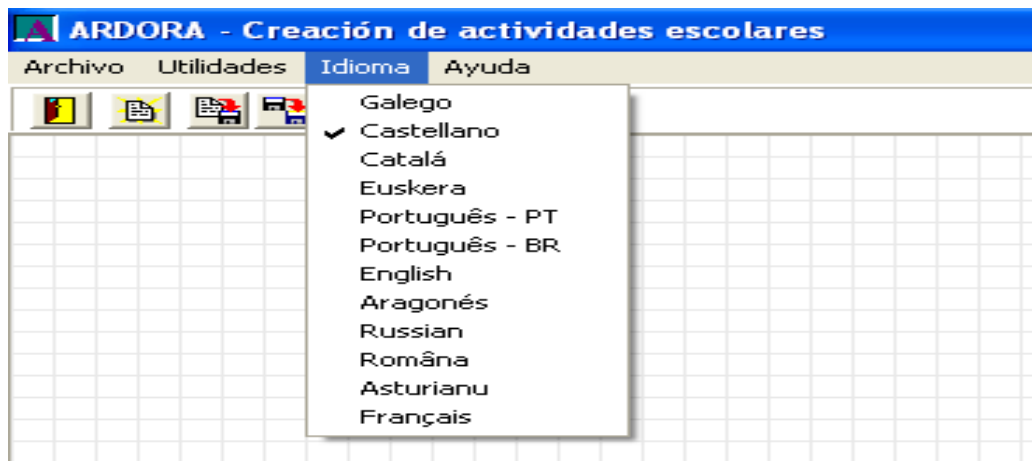 ARDORA - Creación de actividades escolares
Archivo Utilidades Idioma Ayuda
Galego
Castellano
Catalá
Euskera
Português - PT
Português - BR
English
Aragonés
Russian
Româna
Asturianu
Français